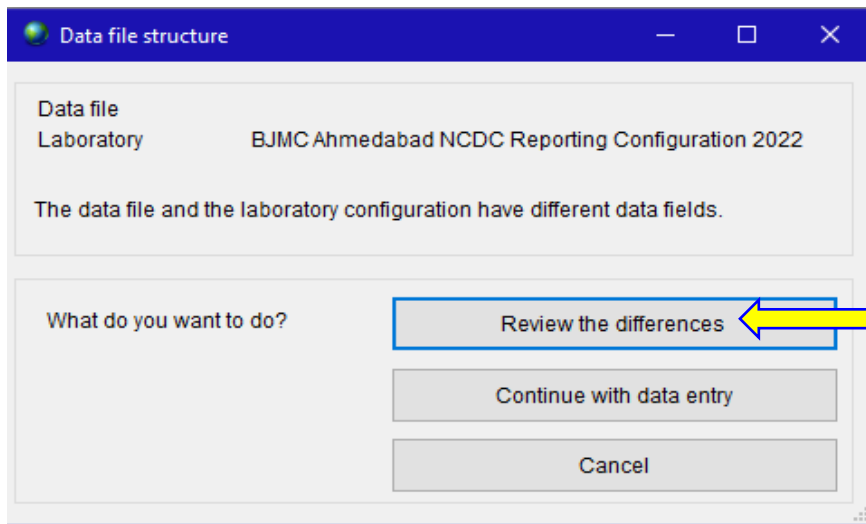 Data file structure
Data file
Laboratory BJMC Ahmedabad NCDC Reporting Configuration 2022
The data file and the laboratory configuration have different data fields.
What do you want to do?
Review the differences
Continue with data entry
Cancel